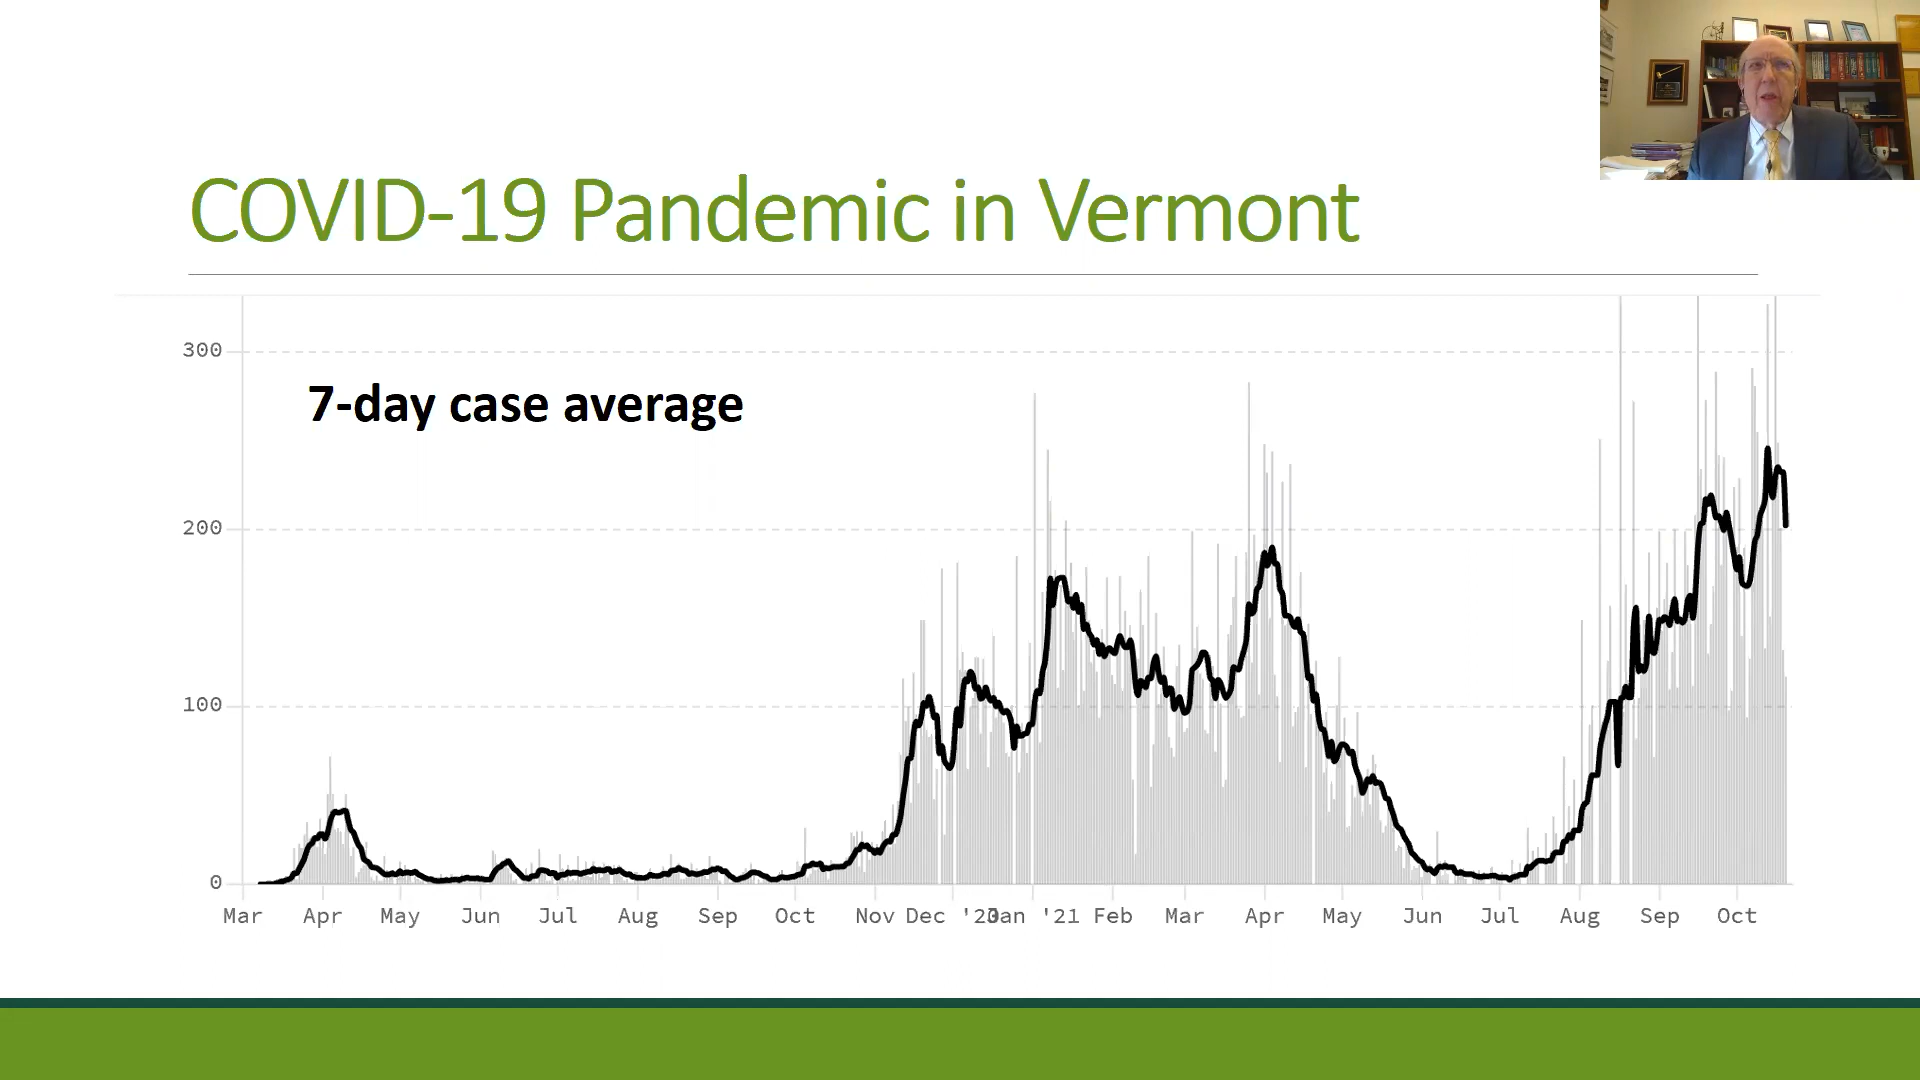 COVID-19 Pandemic in Vermont
300
7-day case average
200
100
0
Mar Apr May Jun Jul Aug Sep Oct Nov Dec '20 Jan '21 Feb Mar Apr May Jun Jul Aug Sep Oct